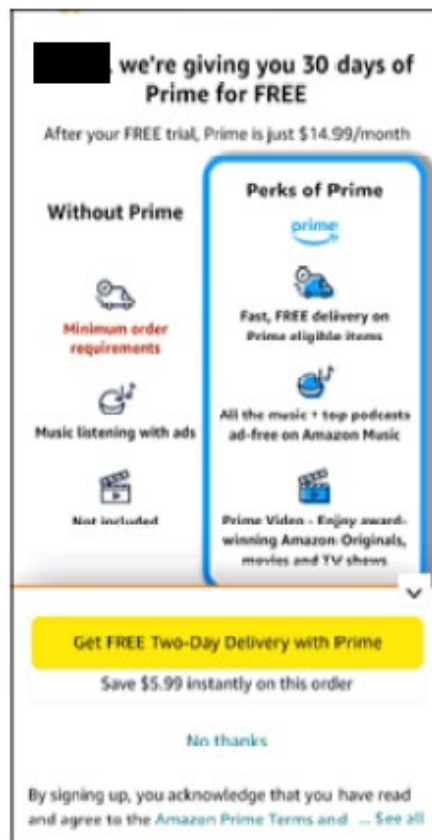 , we're giving you 30 days of
Prime for FREE
After your FREE trial, Prime is just $14.99/month
Without Prime
Minimum order
requirements
Music listening with ads
Not included
Perks of Prime
prime
Fast, FREE delivery on
Prime eligible items
All the music + top podcasts
ad-free on Amazon Music
Prime Video - Enjoy award-
winning Amazon Originals,
movies and TV shows
Get FREE Two-Day Delivery with Prime
Save $5.99 instantly on this order
No thanks
By signing up, you acknowledge that you have read
and agree to the Amazon Prime Terms and ... See all